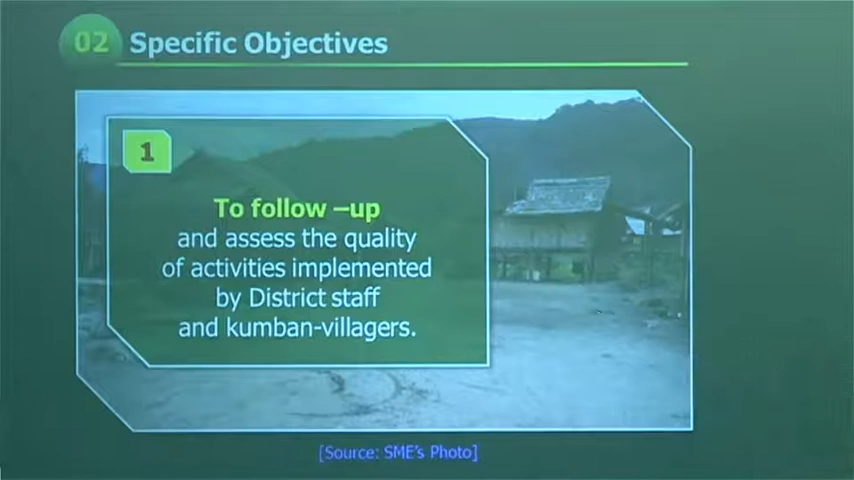 02 Specific Objectives
1
To follow –up
and assess the quality
of activities implemented
by District staff
and kumban-villagers.
[Source: SME's Photo]